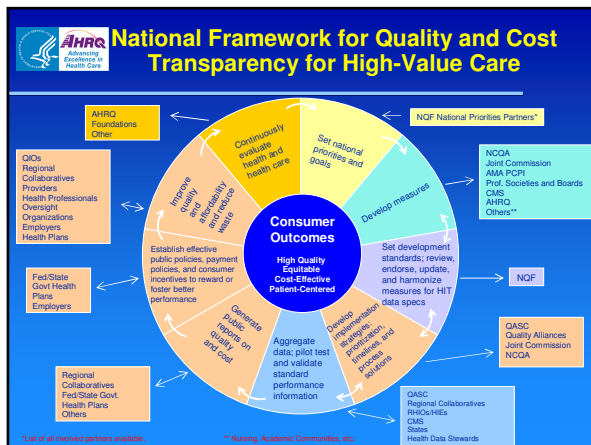 AHRQ
Advancing
Excellence in
Health Care
National Framework for Quality and Cost
Transparency for High-Value Care
AHRQ
Foundations
Other
Continuously
evaluate
health and
health care
Set national
priorities and
goals
NQF National Priorities Partners*
QIOs
Regional
Collaboratives
Providers
Health Professionals
Oversight
Organizations
Employers
Health Plans
Improve
quality
and
affordability
and reduce
waste
Develop measures
NCQA
Joint Commission
AMA PCPI
Prof. Societies and Boards
CMS
AHRQ
Others**
Consumer
Outcomes
High Quality
Equitable
Cost-Effective
Patient-Centered
Fed/State
Govt Health
Plans
Employers
Establish effective
public policies, payment
policies, and consumer
incentives to reward or
foster better
performance
Set development
standards; review,
endorse, update, and
harmonize
measures for HIT
data specs
NQF
Generate
public
reports on
quality
and cost
Aggregate
data; pilot test
and validate
standard
performance
information
Develop
implementation
strategies:
prioritization,
timelines, and
process
solutions
QASC
Quality Alliances
Joint Commission
NCQA
Regional
Collaboratives
Fed/State Govt.
Health Plans
Others
QASC
Regional Collaboratives
RHIOs/HIEs
CMS
States
Health Data Stewards
*List of all involved partners available.
** Nursing, Academic Communities, etc.